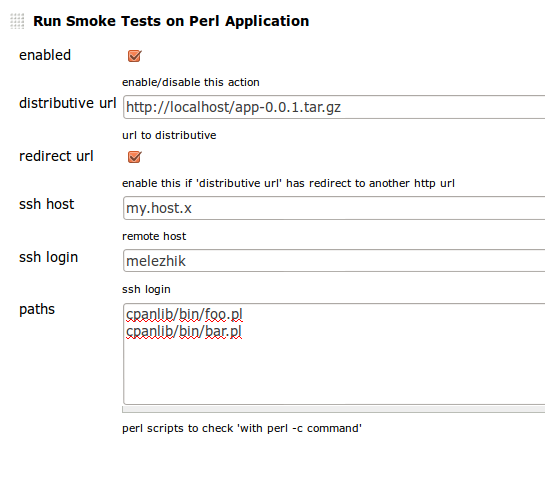 Run Smoke Tests on Perl Application
enabled
enable/disable this action
distributive url http://localhost/app-0.0.1.tar.gz
url to distributive
redirect url
enable this if 'distributive url' has redirect to another http url
ssh host my.host.x
remote host
ssh login melezhik
ssh login
paths cpanlib/bin/foo.pl
cpanlib/bin/bar.pl
perl scripts to check 'with perl -c command'